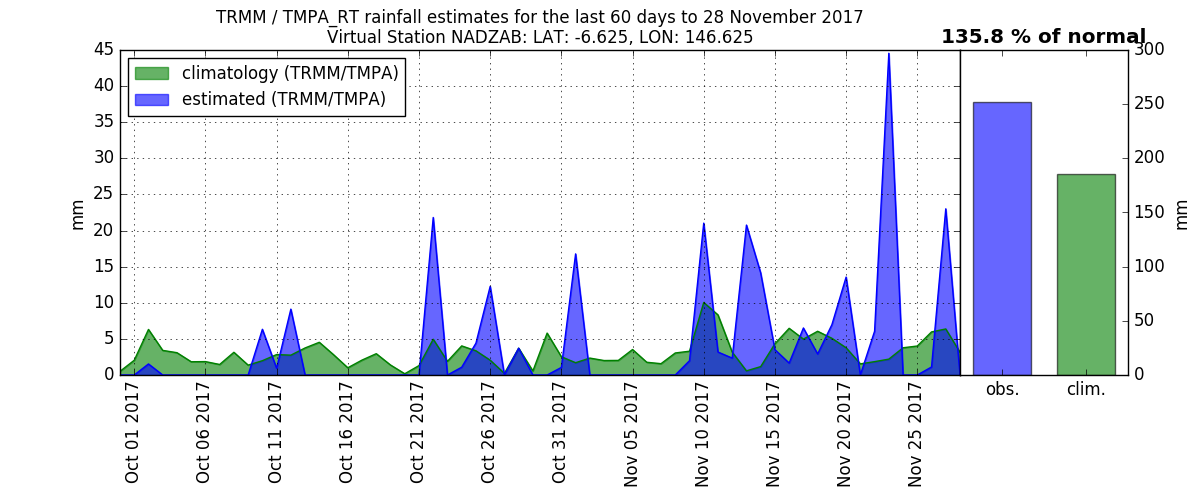 TRMM / TMPA_RT rainfall estimates for the last 60 days to 28 November 2017
Virtual Station NADZAB: LAT: -6.625, LON: 146.625
135.8 % of normal
climatology (TRMM/TMPA)
estimated (TRMM/TMPA)
mm
45
40
35
30
25
20
15
10
5
0
Oct 01 2017
Oct 06 2017
Oct 11 2017
Oct 16 2017
Oct 21 2017
Oct 26 2017
Oct 31 2017
Nov 05 2017
Nov 10 2017
Nov 15 2017
Nov 20 2017
Nov 25 2017
obs.
clim.
300
250
200
150
100
50
0
mm